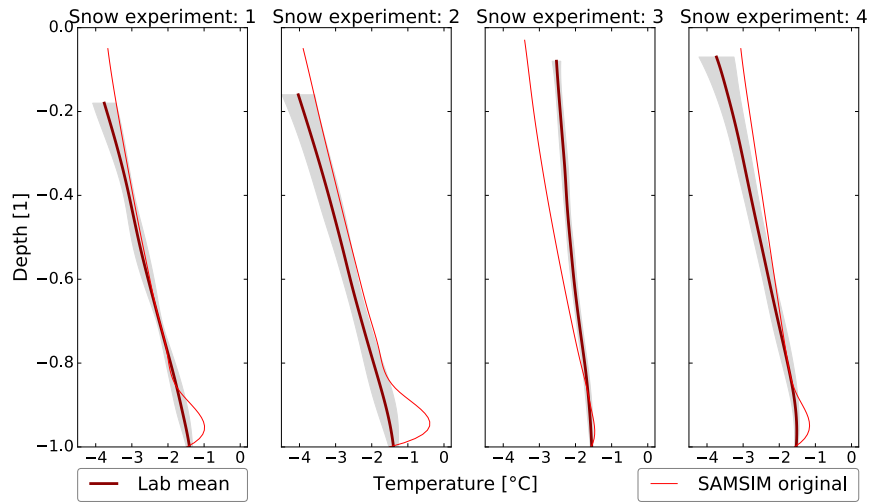 Snow experiment: 1
Snow experiment: 2
Snow experiment: 3
Snow experiment: 4
0.0
−0.2
−0.4
−0.6
−0.8
−1.0
Depth [1]
−4 −3 −2 −1 0
−4 −3 −2 −1 0
−4 −3 −2 −1 0
−4 −3 −2 −1 0
Lab mean
Temperature [°C]
SAMSIM original